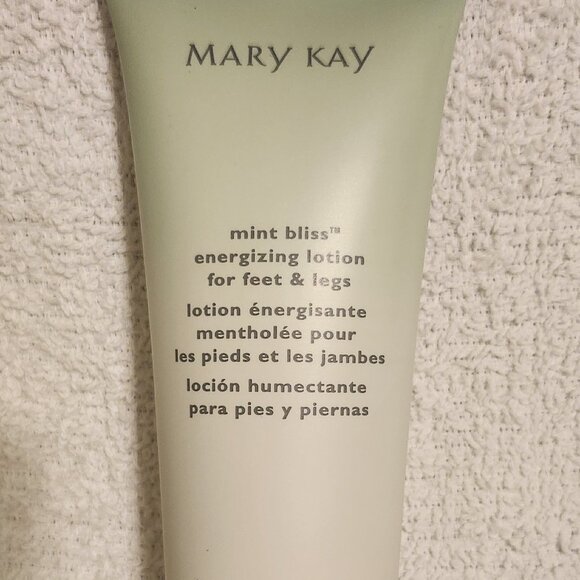 MARY KAY
mint bliss™
energizing lotion
for feet & legs
lotion énergisante
mentholée pour
les pieds et les jambes
loción humectante
para pies y piernas